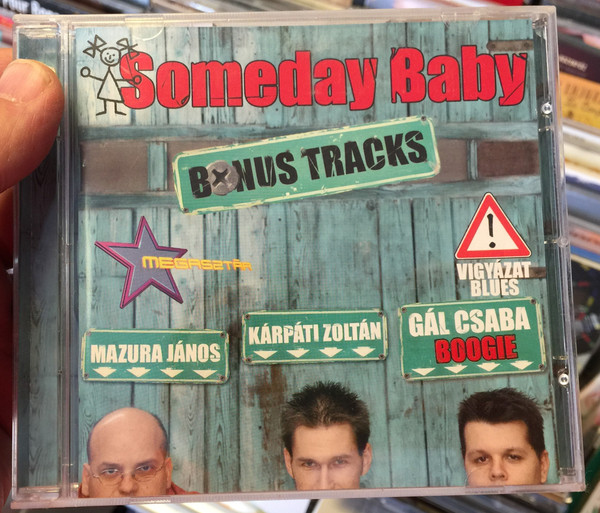 Someday Baby
BONUS TRACKS
MEGASZTÁR
VIGYÁZAT
BLUES
MAZURA JÁNOS
KÁRPÁTI ZOLTÁN
GÁL CSABA
BOOGIE